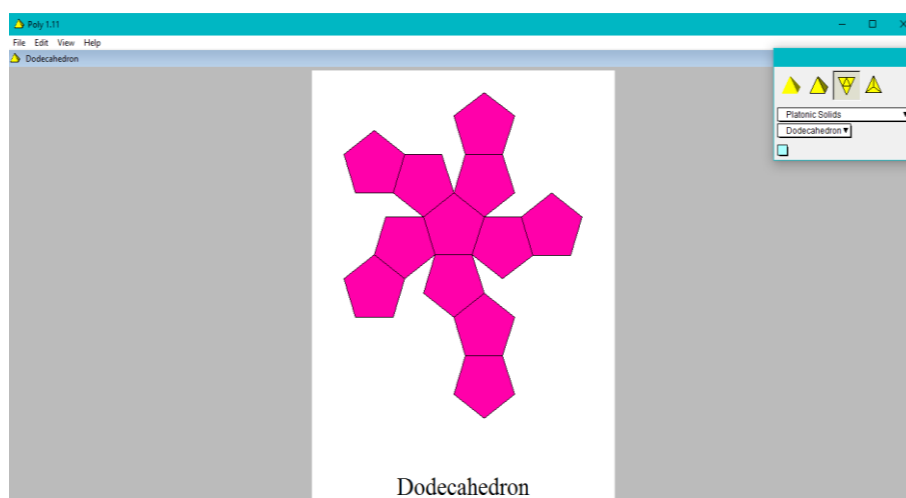 Poly 1.11
File Edit View Help
Dodecahedron
Platonic Solids
Dodecahedron
Dodecahedron